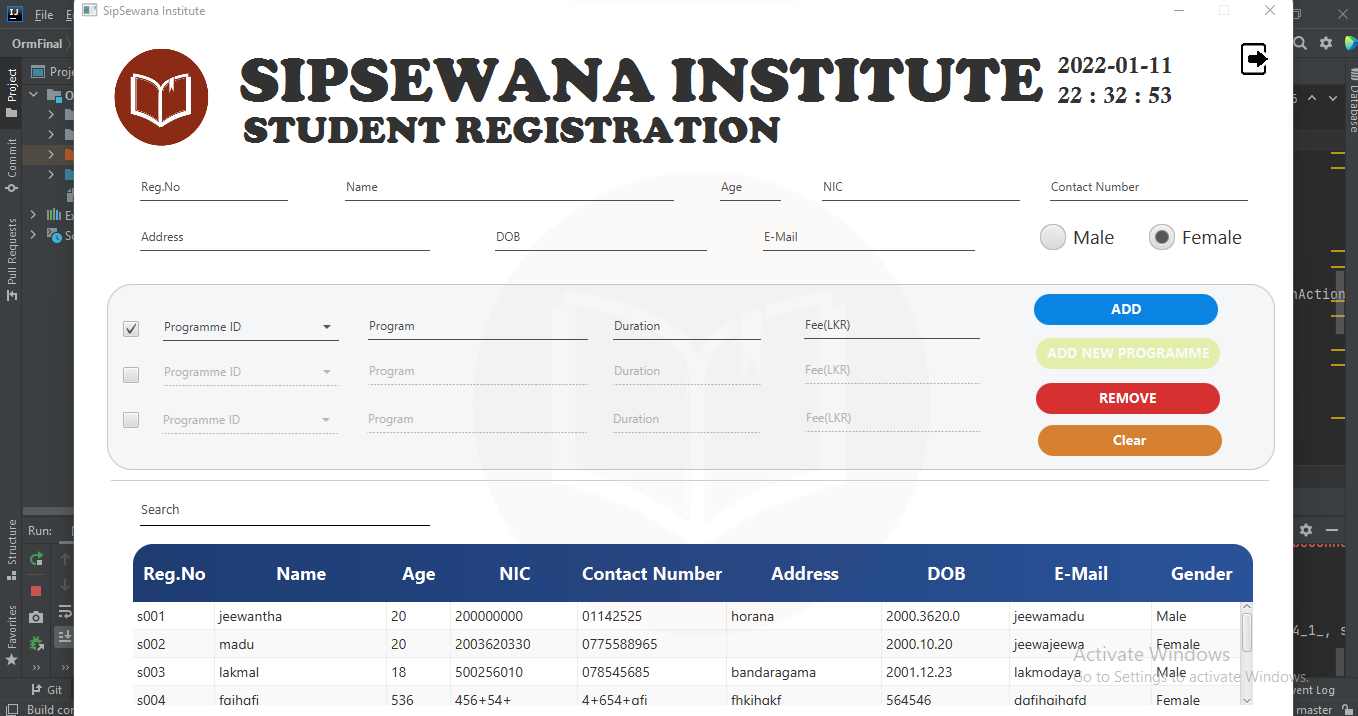 File E
SipSewana Institute
OrmFinal
Proj
Project
Commit
Pull Requests
Structure
Favorites
Database
SIPSEWANA INSTITUTE
STUDENT REGISTRATION
2022-01-11
22 : 32 : 53
Reg.No Name Age NIC Contact Number
Address DOB E-Mail Male Female
Programme ID Program Duration Fee(LKR)
Programme ID Program Duration Fee(LKR)
Programme ID Program Duration Fee(LKR)
ADD
ADD NEW PROGRAMME
REMOVE
Clear
nAction
Search
Run:
Reg.No Name Age NIC Contact Number Address DOB E-Mail Gender
s001 jeewantha 20 200000000 01142525 horana 2000.3620.0 jeewamadu Male
s002 madu 20 2003620330 0775588965 2000.10.20 jeewajeewa Female
s003 lakmal 18 500256010 078545685 bandaragama 2001.12.23 lakmodaya Male
s004 fgihgfi 536 456+54+ 4+654+gfi fhkihgkf 564546 dgfihgihgfd Female
Activate Windows
Go to Settings to activate Windows.
4_1_, s
Git
vent Log
Build con
master